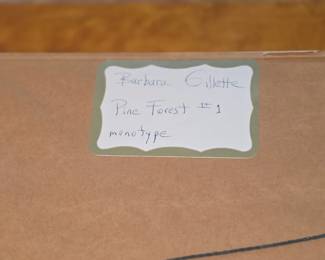 Barbara Gillette
Pine Forest #1
monotype